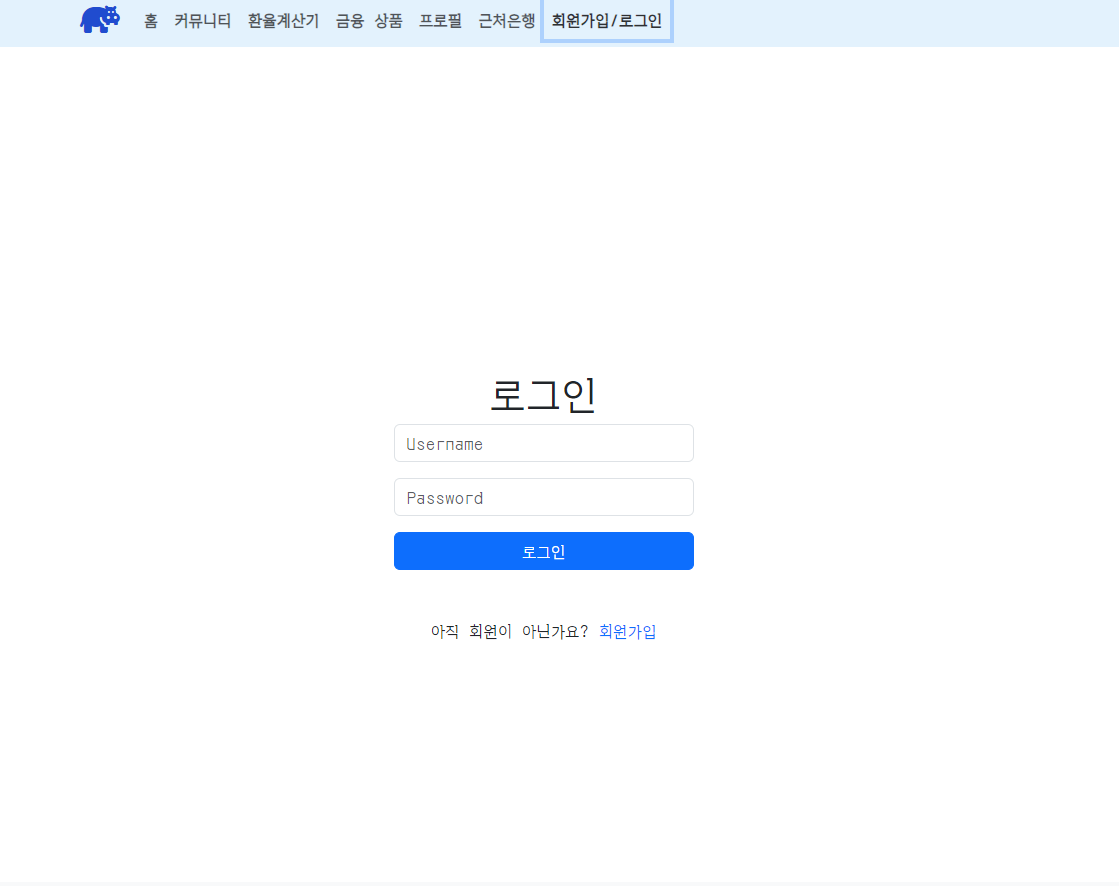 홈 커뮤니티 환율계산기 금융 상품 프로필 근처은행 회원가입/로그인
로그인
Username
Password
로그인
아직 회원이 아닌가요? 회원가입